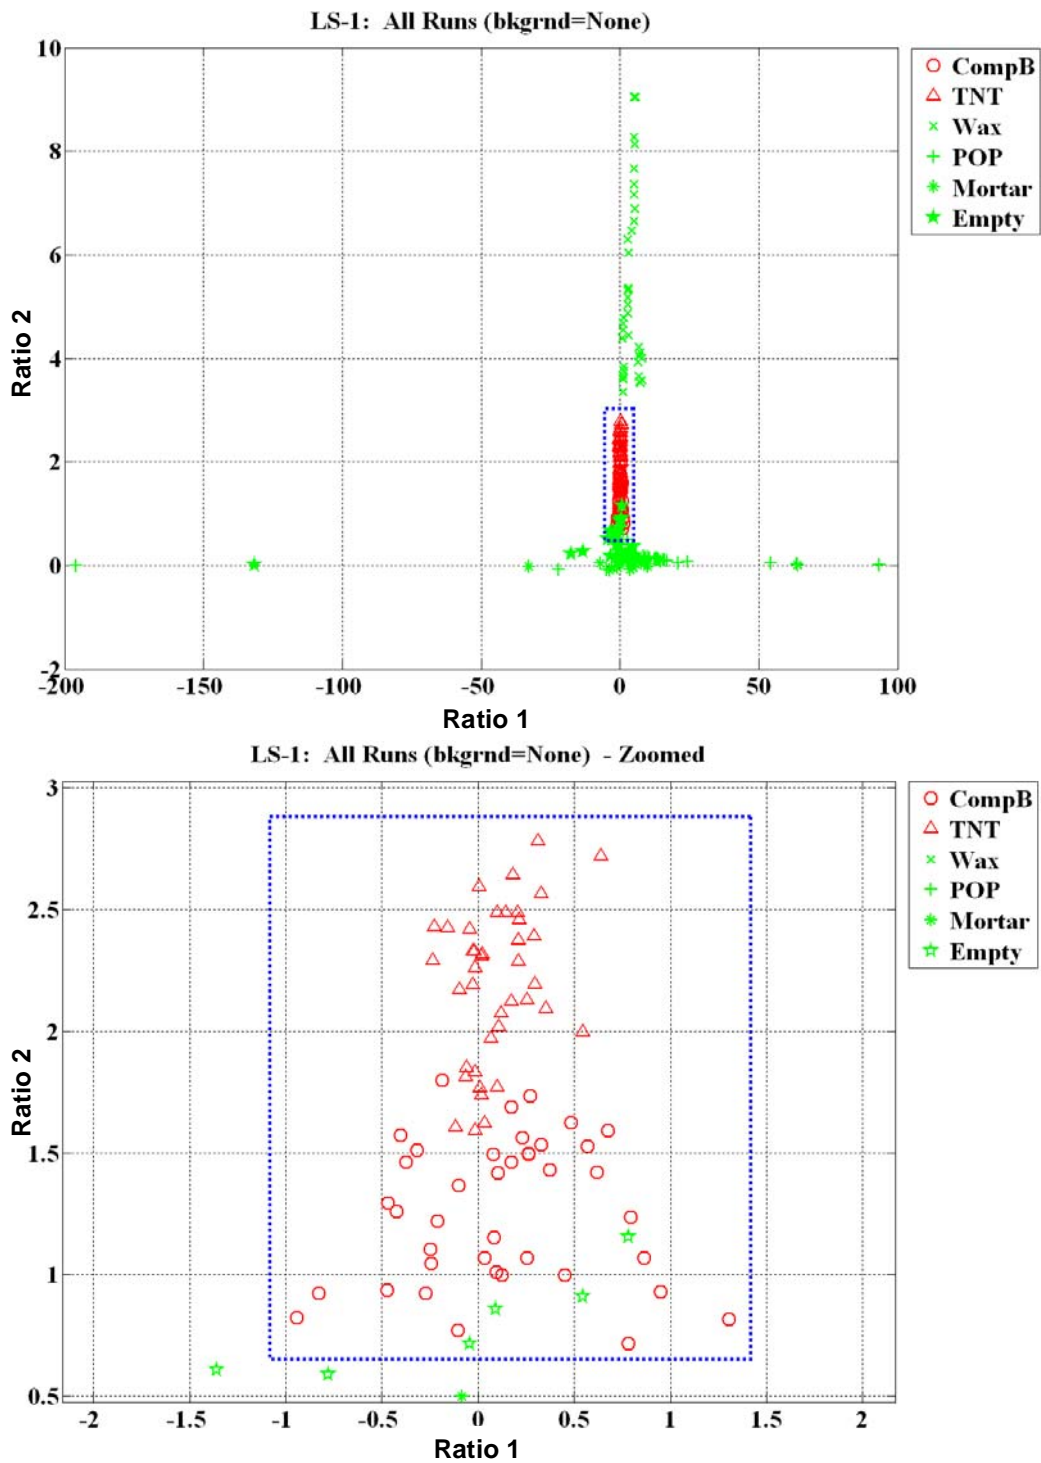 LS-1: All Runs (bkgrnd=None)
10
8
6
4
2
0
-2
-200
-150
-100
-50
0
50
100
Ratio 2
Ratio 1
CompB
TNT
Wax
POP
Mortar
Empty
LS-1: All Runs (bkgrnd=None) - Zoomed
3
2.5
2
1.5
1
0.5
-2
-1.5
-1
-0.5
0
0.5
1
1.5
2
Ratio 2
Ratio 1
CompB
TNT
Wax
POP
Mortar
Empty